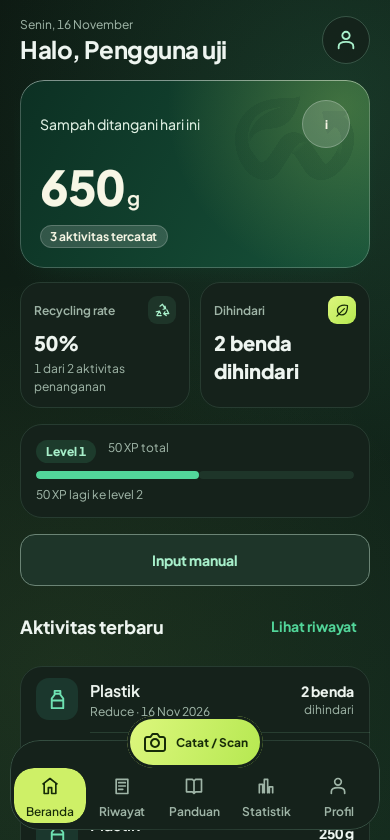 Senin, 16 November
Halo, Pengguna uji
Sampah ditangani hari ini
i
650 g
3 aktivitas tercatat
Recycling rate
50%
1 dari 2 aktivitas
penanganan
Dihindari
2 benda
dihindari
Level 1
50 XP total
50 XP lagi ke level 2
Input manual
Aktivitas terbaru
Lihat riwayat
Plastik
Reduce · 16 Nov 2026
2 benda
dihindari
Catat / Scan
Beranda
Riwayat
Panduan
Statistik
Profil
Plastik
250 g